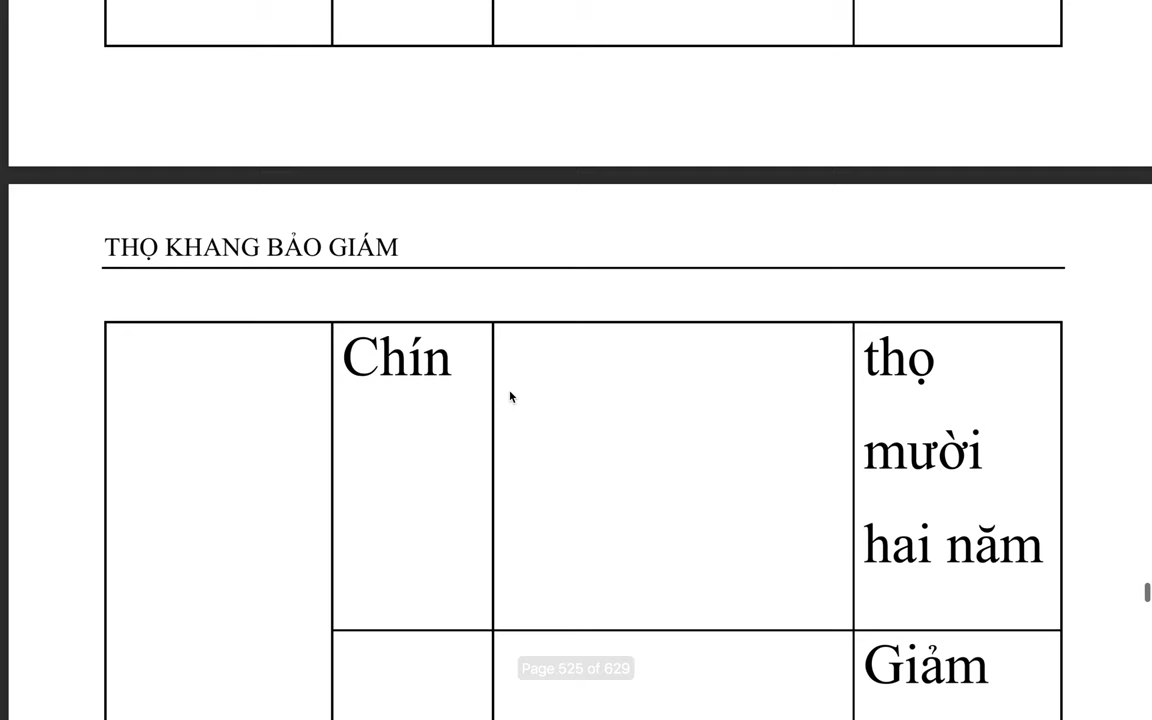 THỌ KHANG BẢO GIÁM
Chín
thọ
mười
hai năm
Giảm
Page 525 of 629